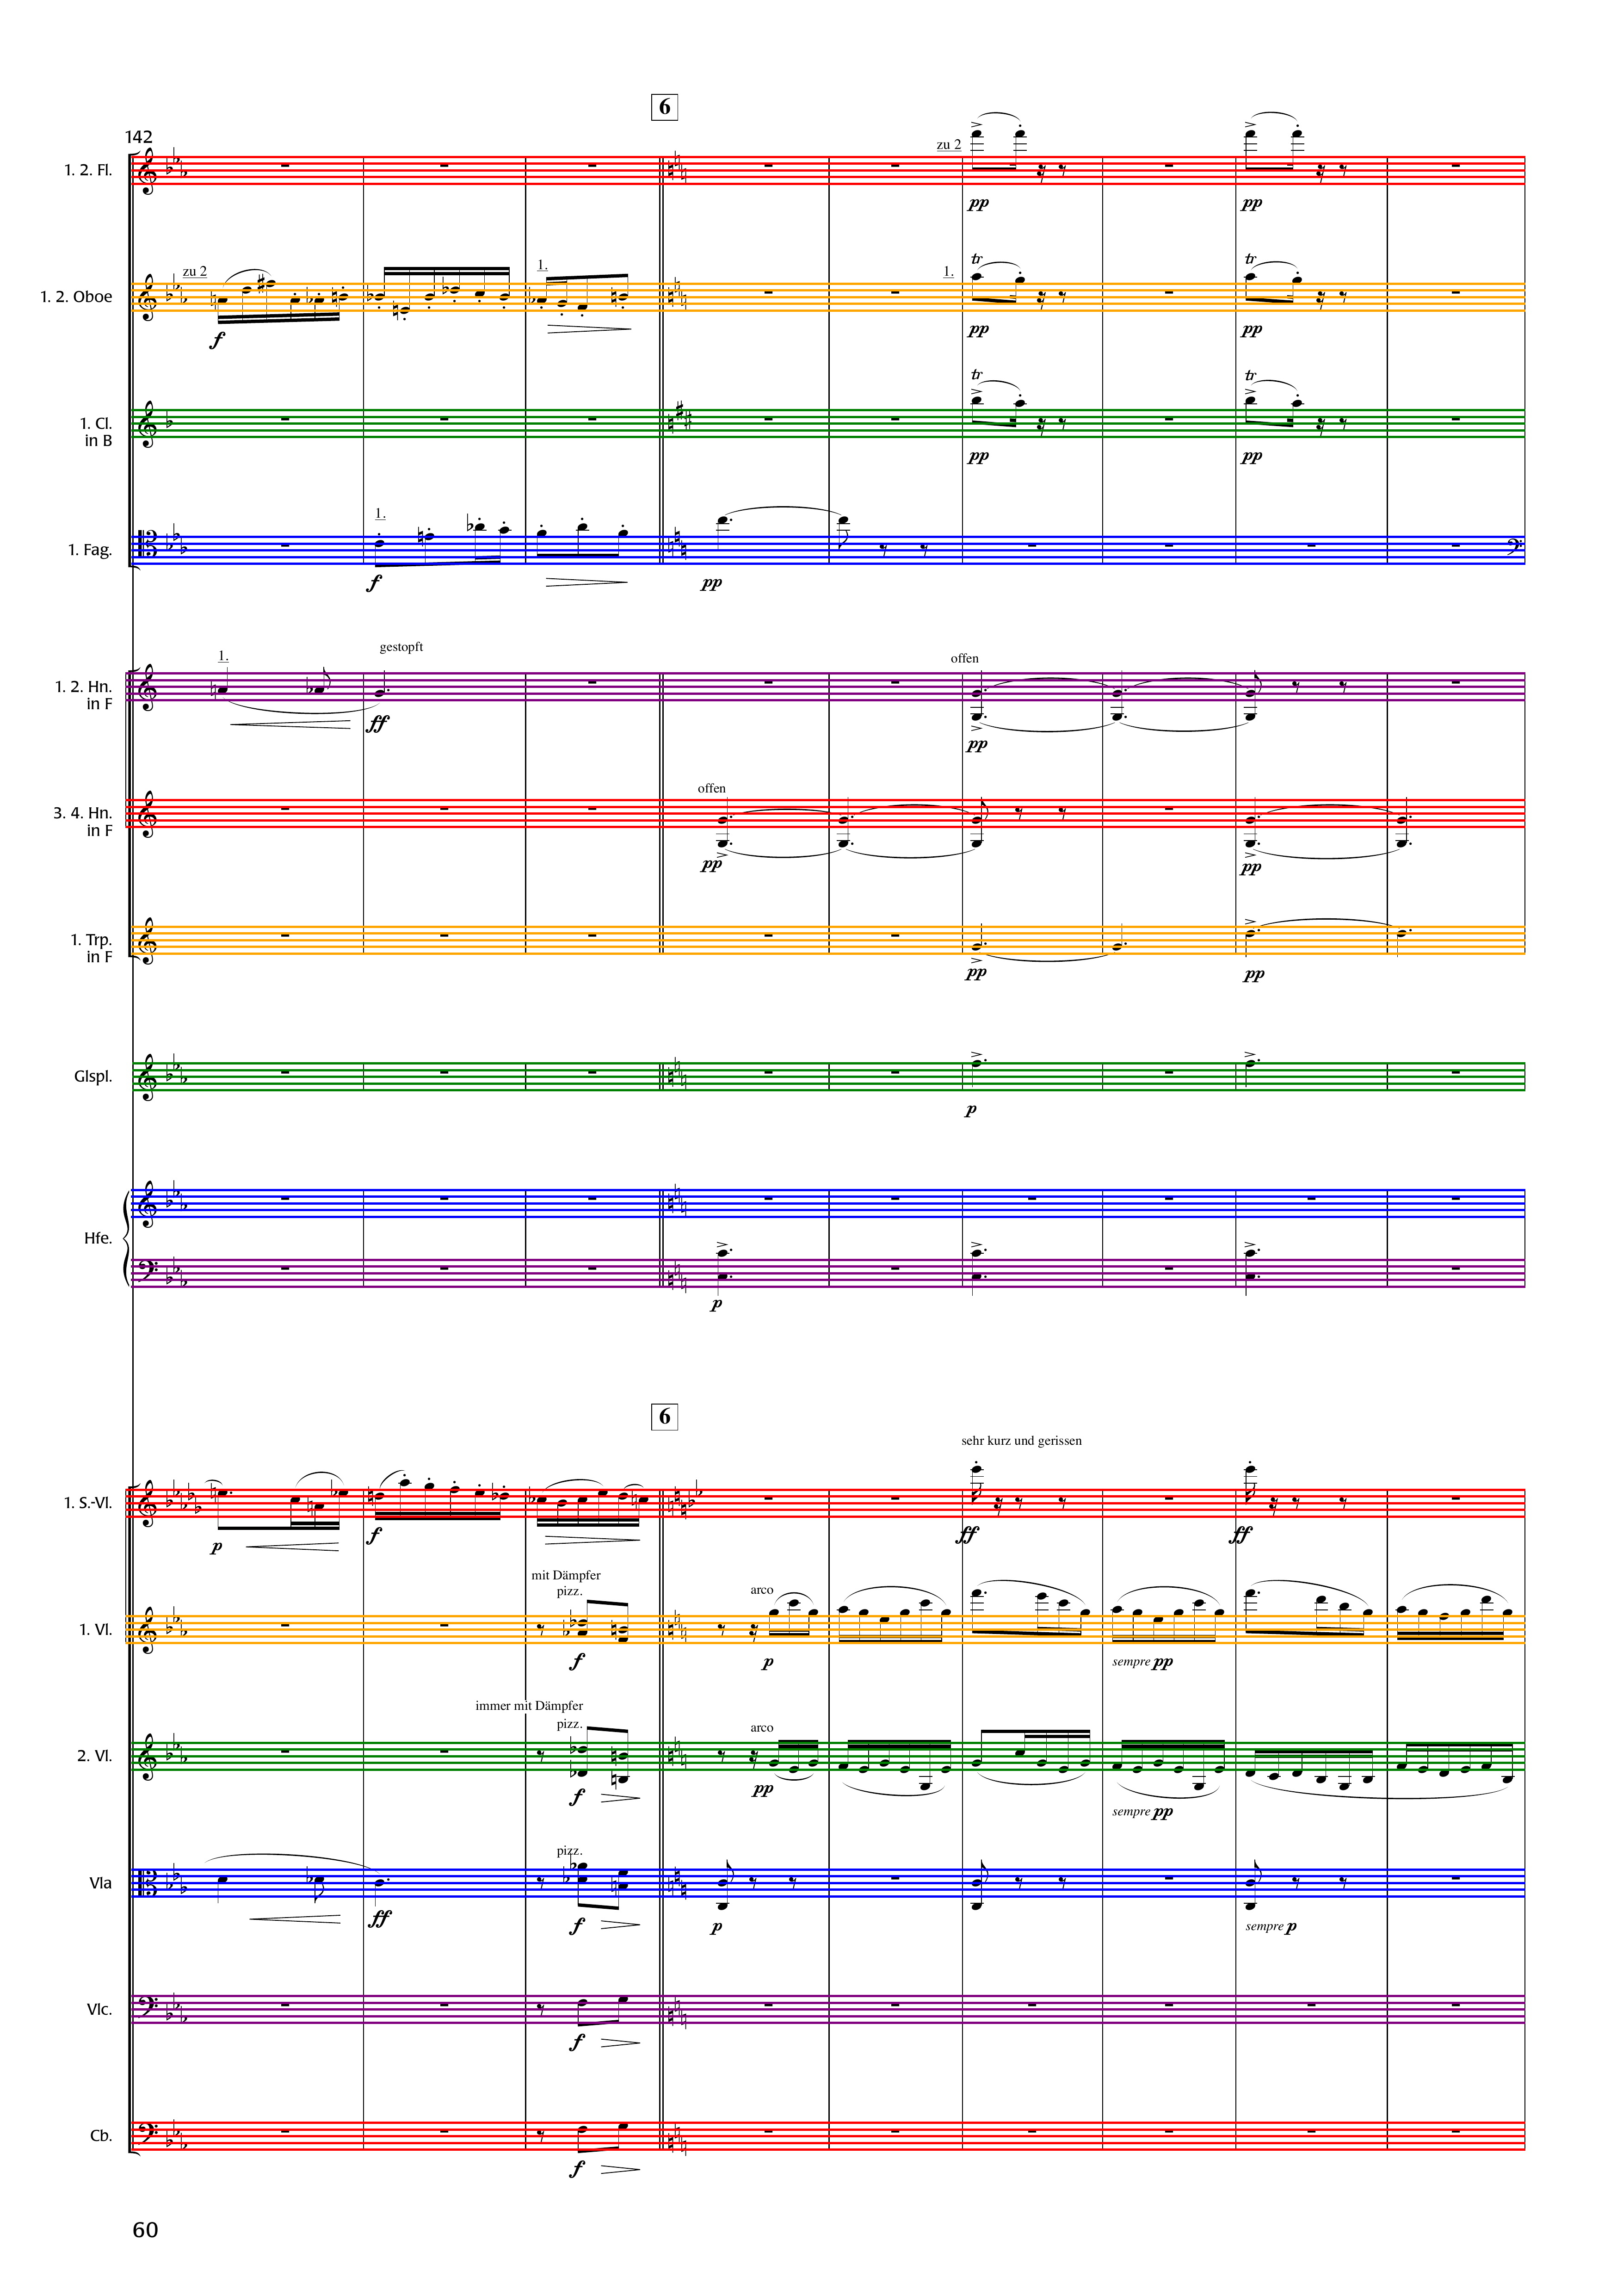 6
142
1. 2. Fl.
zu 2
pp
pp
1. 2. Oboe
zu 2
f
1.
1.
tr
tr
pp
pp
1. Cl.
in B
tr
tr
pp
pp
1. Fag.
1.
f
pp
1. 2. Hn.
in F
1.
gestopft
ff
offen
pp
3. 4. Hn.
in F
offen
pp
pp
1. Trp.
in F
pp
pp
Glspl.
p
Hfe.
p
6
sehr kurz und gerissen
1. S.-Vl.
p
f
ff
ff
mit Dämpfer
pizz.
arco
1. Vl.
f
p
sempre pp
immer mit Dämpfer
pizz.
arco
2. Vl.
f
pp
sempre pp
pizz.
Vla
ff
f
p
sempre p
Vlc.
f
Cb.
f
60